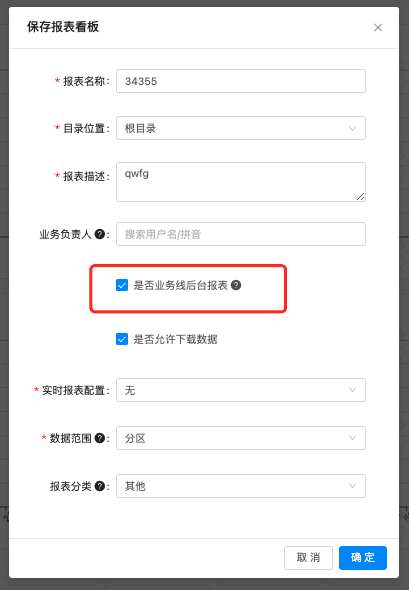 保存报表看板
* 报表名称: 34355
* 目录位置: 根目录
* 报表描述: qwfg
业务负责人 ?: 搜索用户名/拼音
是否业务线后台报表 ?
是否允许下载数据
* 实时报表配置: 无
* 数据范围 ?: 分区
报表分类 ?: 其他
取 消 确 定